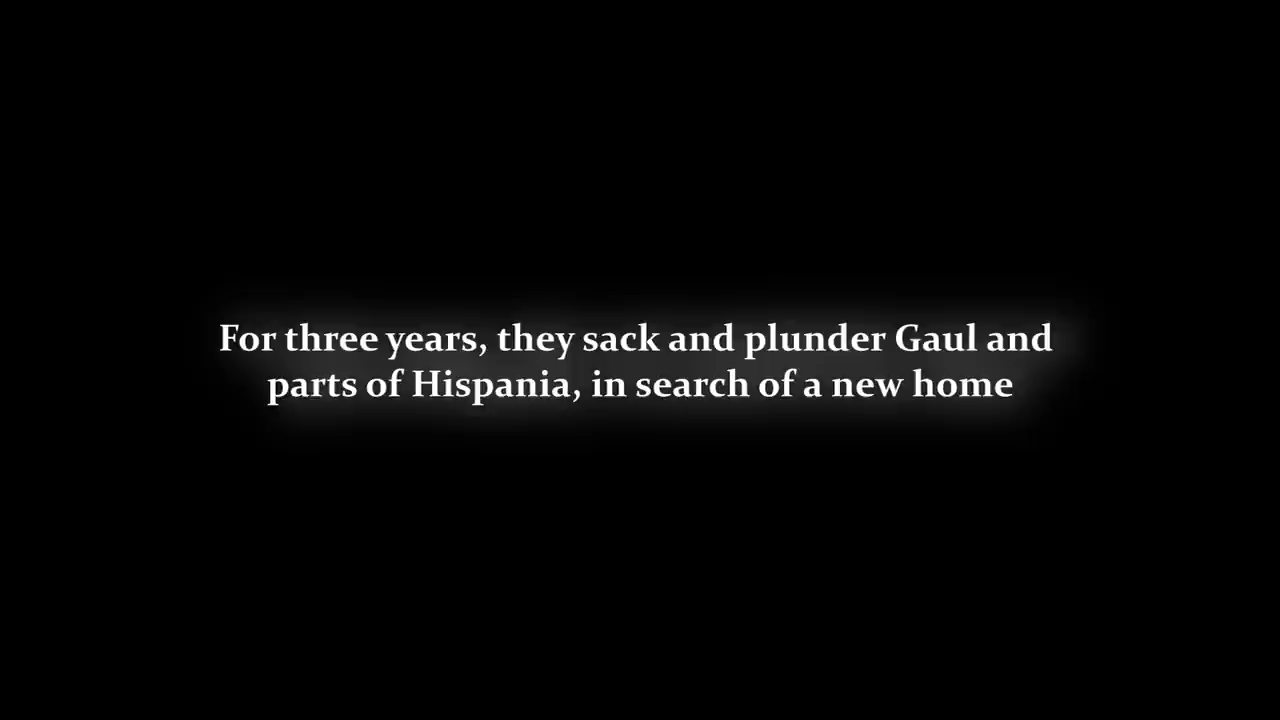 For three years, they sack and plunder Gaul and
parts of Hispania, in search of a new home